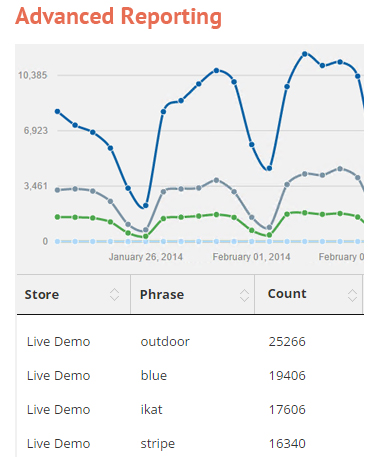 Advanced Reporting
10,385
6,923
3,461
0
January 26, 2014 February 01, 2014 February 0
Store Phrase Count
Live Demo outdoor 25266
Live Demo blue 19406
Live Demo ikat 17606
Live Demo stripe 16340